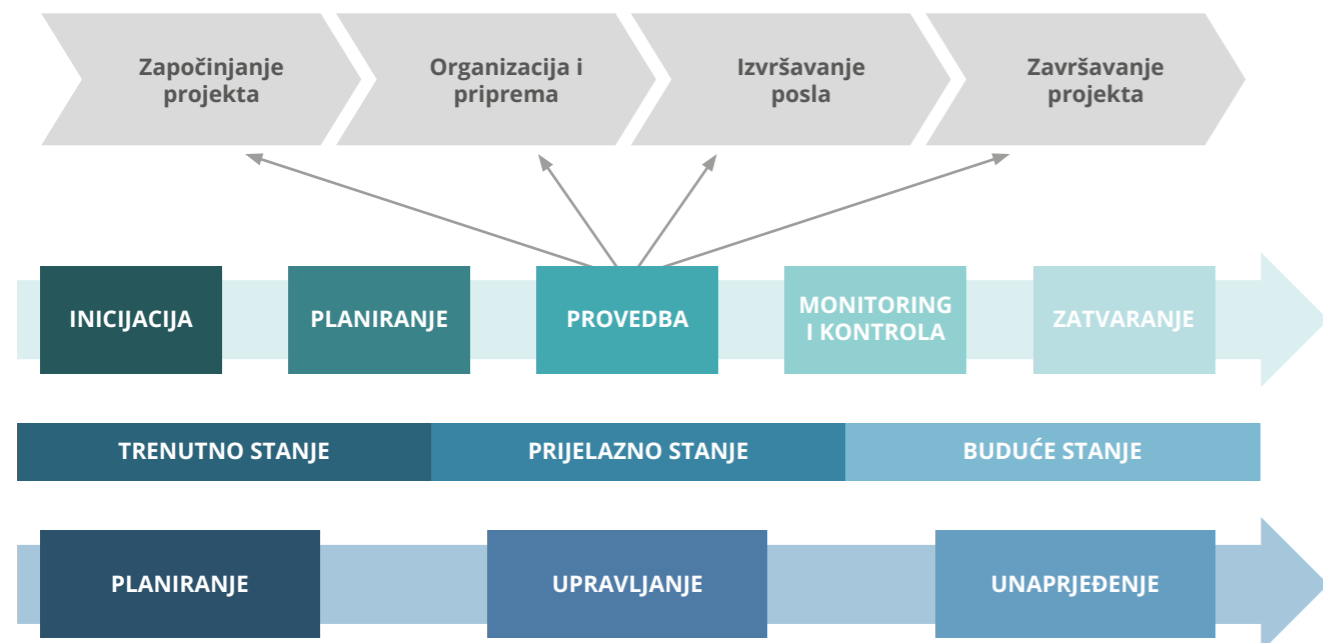 Započinjanje
projekta
Organizacija i
priprema
Izvršavanje
posla
Završavanje
projekta
INICIJACIJA
PLANIRANJE
PROVEDBA
MONITORING
I KONTROLA
ZATVARANJE
TRENUTNO STANJE
PRIJELAZNO STANJE
BUDUĆE STANJE
PLANIRANJE
UPRAVLJANJE
UNAPRJEĐENJE